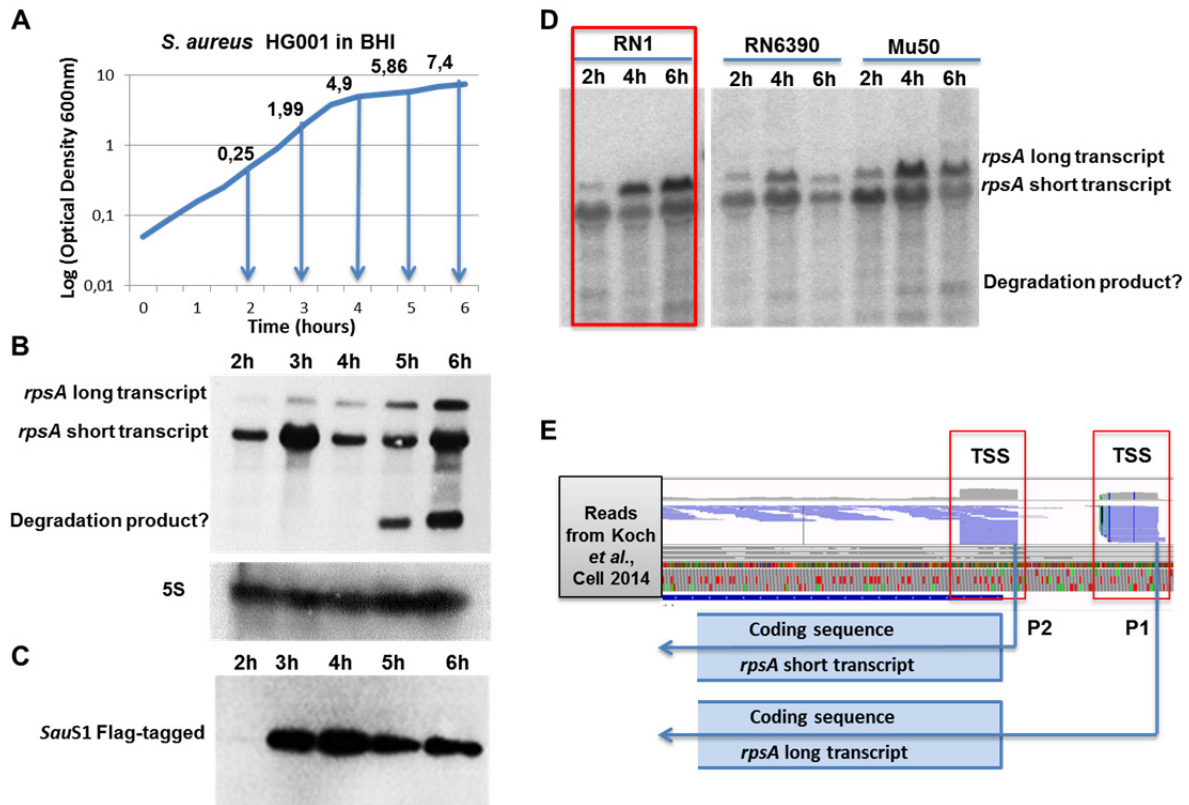 A
S. aureus HG001 in BHI
Log (Optical Density 600nm)
10
1
0,1
0,01
0,25
1,99
4,9
5,86
7,4
0 1 2 3 4 5 6
Time (hours)
B
2h 3h 4h 5h 6h
rpsA long transcript
rpsA short transcript
Degradation product?
5S
C
2h 3h 4h 5h 6h
SauS1 Flag-tagged
D
RN1 RN6390 Mu50
2h 4h 6h 2h 4h 6h 2h 4h 6h
rpsA long transcript
rpsA short transcript
Degradation product?
E
TSS TSS
Reads
from Koch
et al.,
Cell 2014
P2 P1
Coding sequence
rpsA short transcript
Coding sequence
rpsA long transcript